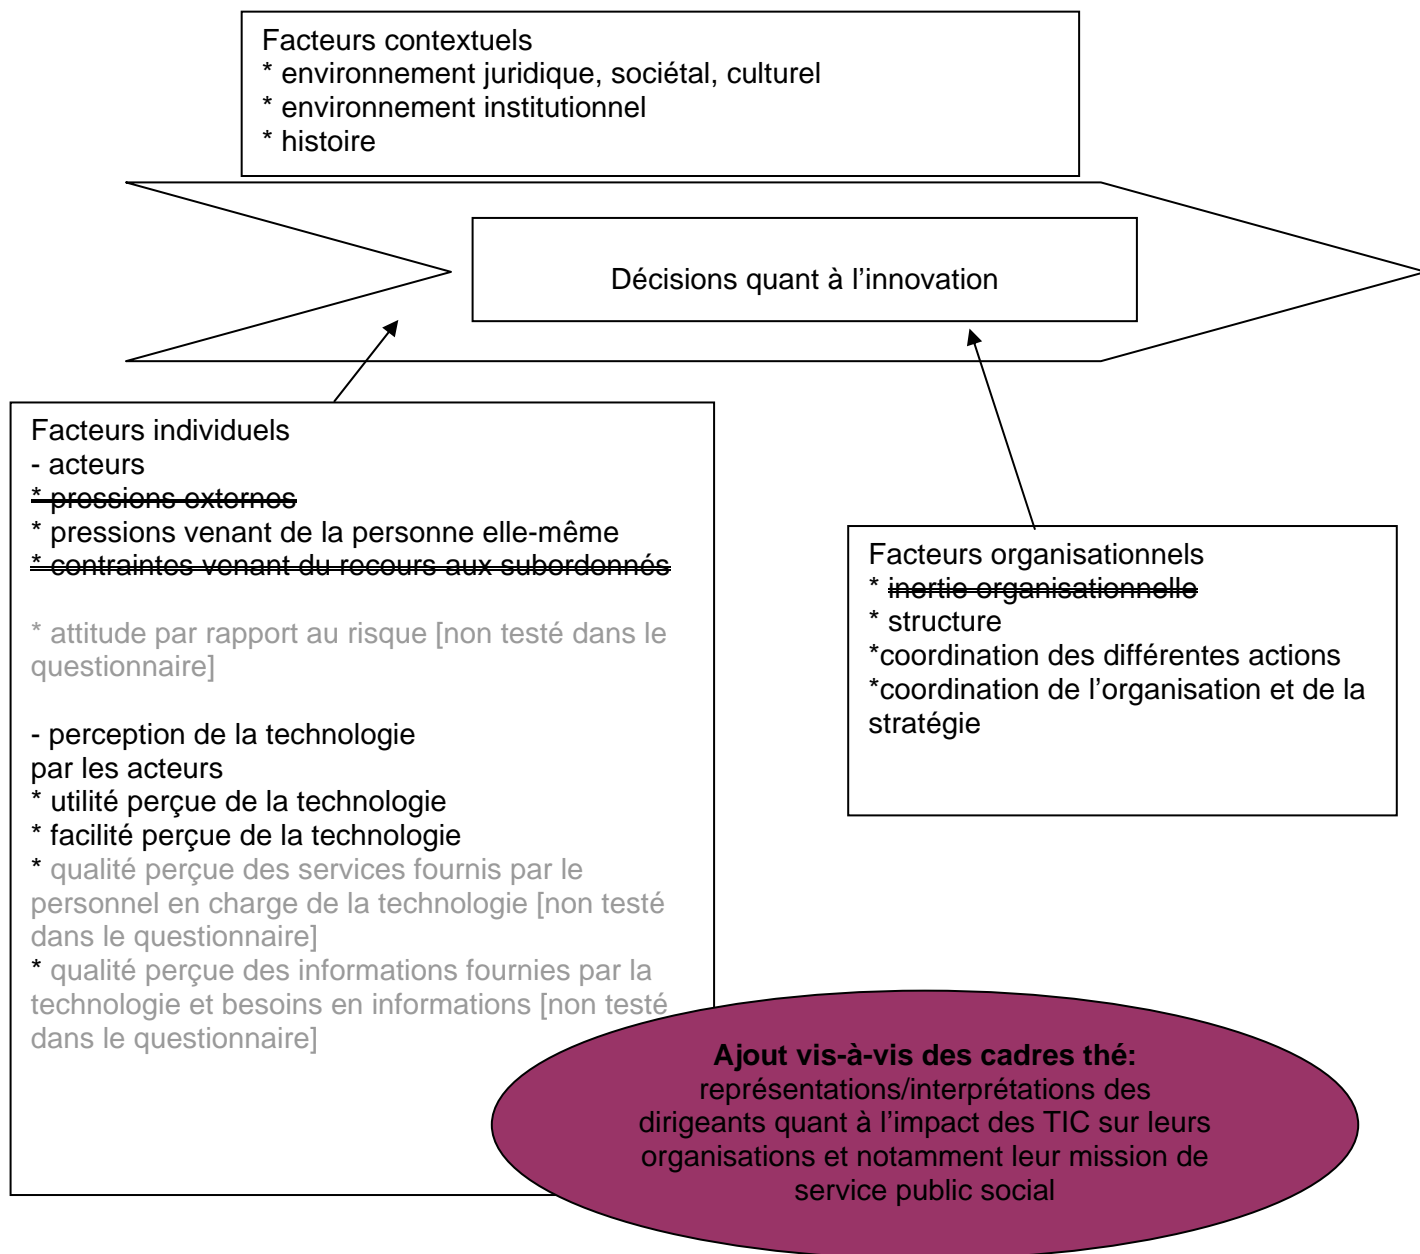 Facteurs contextuels
* environnement juridique, sociétal, culturel
* environnement institutionnel
* histoire
Décisions quant à l’innovation
Facteurs individuels
- acteurs
* pressions externes
* pressions venant de la personne elle-même
* contraintes venant du recours aux subordonnés
* attitude par rapport au risque [non testé dans le
questionnaire]
- perception de la technologie
par les acteurs
* utilité perçue de la technologie
* facilité perçue de la technologie
* qualité perçue des services fournis par le
personnel en charge de la technologie [non testé
dans le questionnaire]
* qualité perçue des informations fournies par la
technologie et besoins en informations [non testé
dans le questionnaire]
Facteurs organisationnels
* inertie organisationnelle
* structure
*coordination des différentes actions
*coordination de l’organisation et de la
stratégie
Ajout vis-à-vis des cadres thé:
représentations/interprétations des
dirigeants quant à l’impact des TIC sur leurs
organisations et notamment leur mission de
service public social